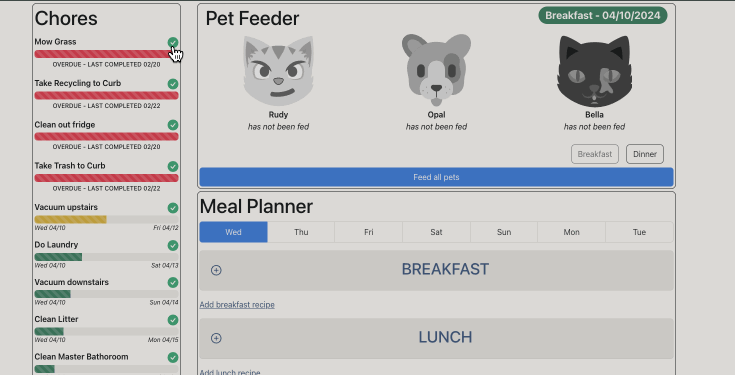 Chores
Mow Grass
OVERDUE - LAST COMPLETED 02/20
Take Recycling to Curb
OVERDUE - LAST COMPLETED 02/22
Clean out fridge
OVERDUE - LAST COMPLETED 02/20
Take Trash to Curb
OVERDUE - LAST COMPLETED 02/22
Vacuum upstairs
Wed 04/10 Fri 04/12
Do Laundry
Wed 04/10 Sat 04/13
Vacuum downstairs
Wed 04/10 Sun 04/14
Clean Litter
Wed 04/10 Mon 04/15
Clean Master Bathoroom
Pet Feeder
Breakfast - 04/10/2024
Rudy Opal Bella
has not been fed has not been fed has not been fed
Breakfast Dinner
Feed all pets
Meal Planner
Wed Thu Fri Sat Sun Mon Tue
BREAKFAST
Add breakfast recipe
LUNCH
Add lunch recipe